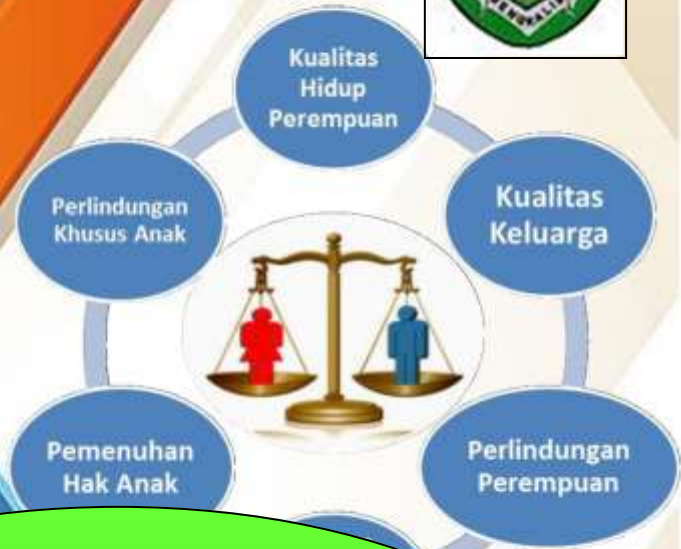 Kualitas
Hidup
Perempuan
Kualitas
Keluarga
Perlindungan
Perempuan
Pemenuhan
Hak Anak
Perlindungan
Khusus Anak